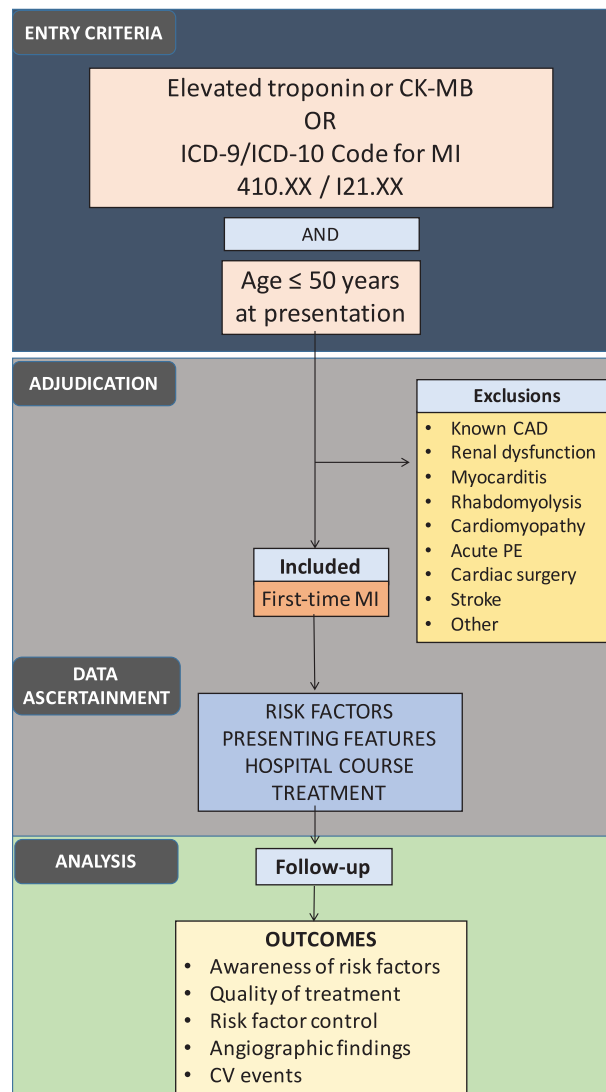 ENTRY CRITERIA
Elevated troponin or CK-MB
OR
ICD-9/ICD-10 Code for MI
410.XX / I21.XX
AND
Age ≤ 50 years
at presentation
ADJUDICATION
Exclusions
• Known CAD
• Renal dysfunction
• Myocarditis
• Rhabdomyolysis
• Cardiomyopathy
• Acute PE
• Cardiac surgery
• Stroke
• Other
Included
First-time MI
DATA
ASCERTAINMENT
RISK FACTORS
PRESENTING FEATURES
HOSPITAL COURSE
TREATMENT
ANALYSIS
Follow-up
OUTCOMES
• Awareness of risk factors
• Quality of treatment
• Risk factor control
• Angiographic findings
• CV events